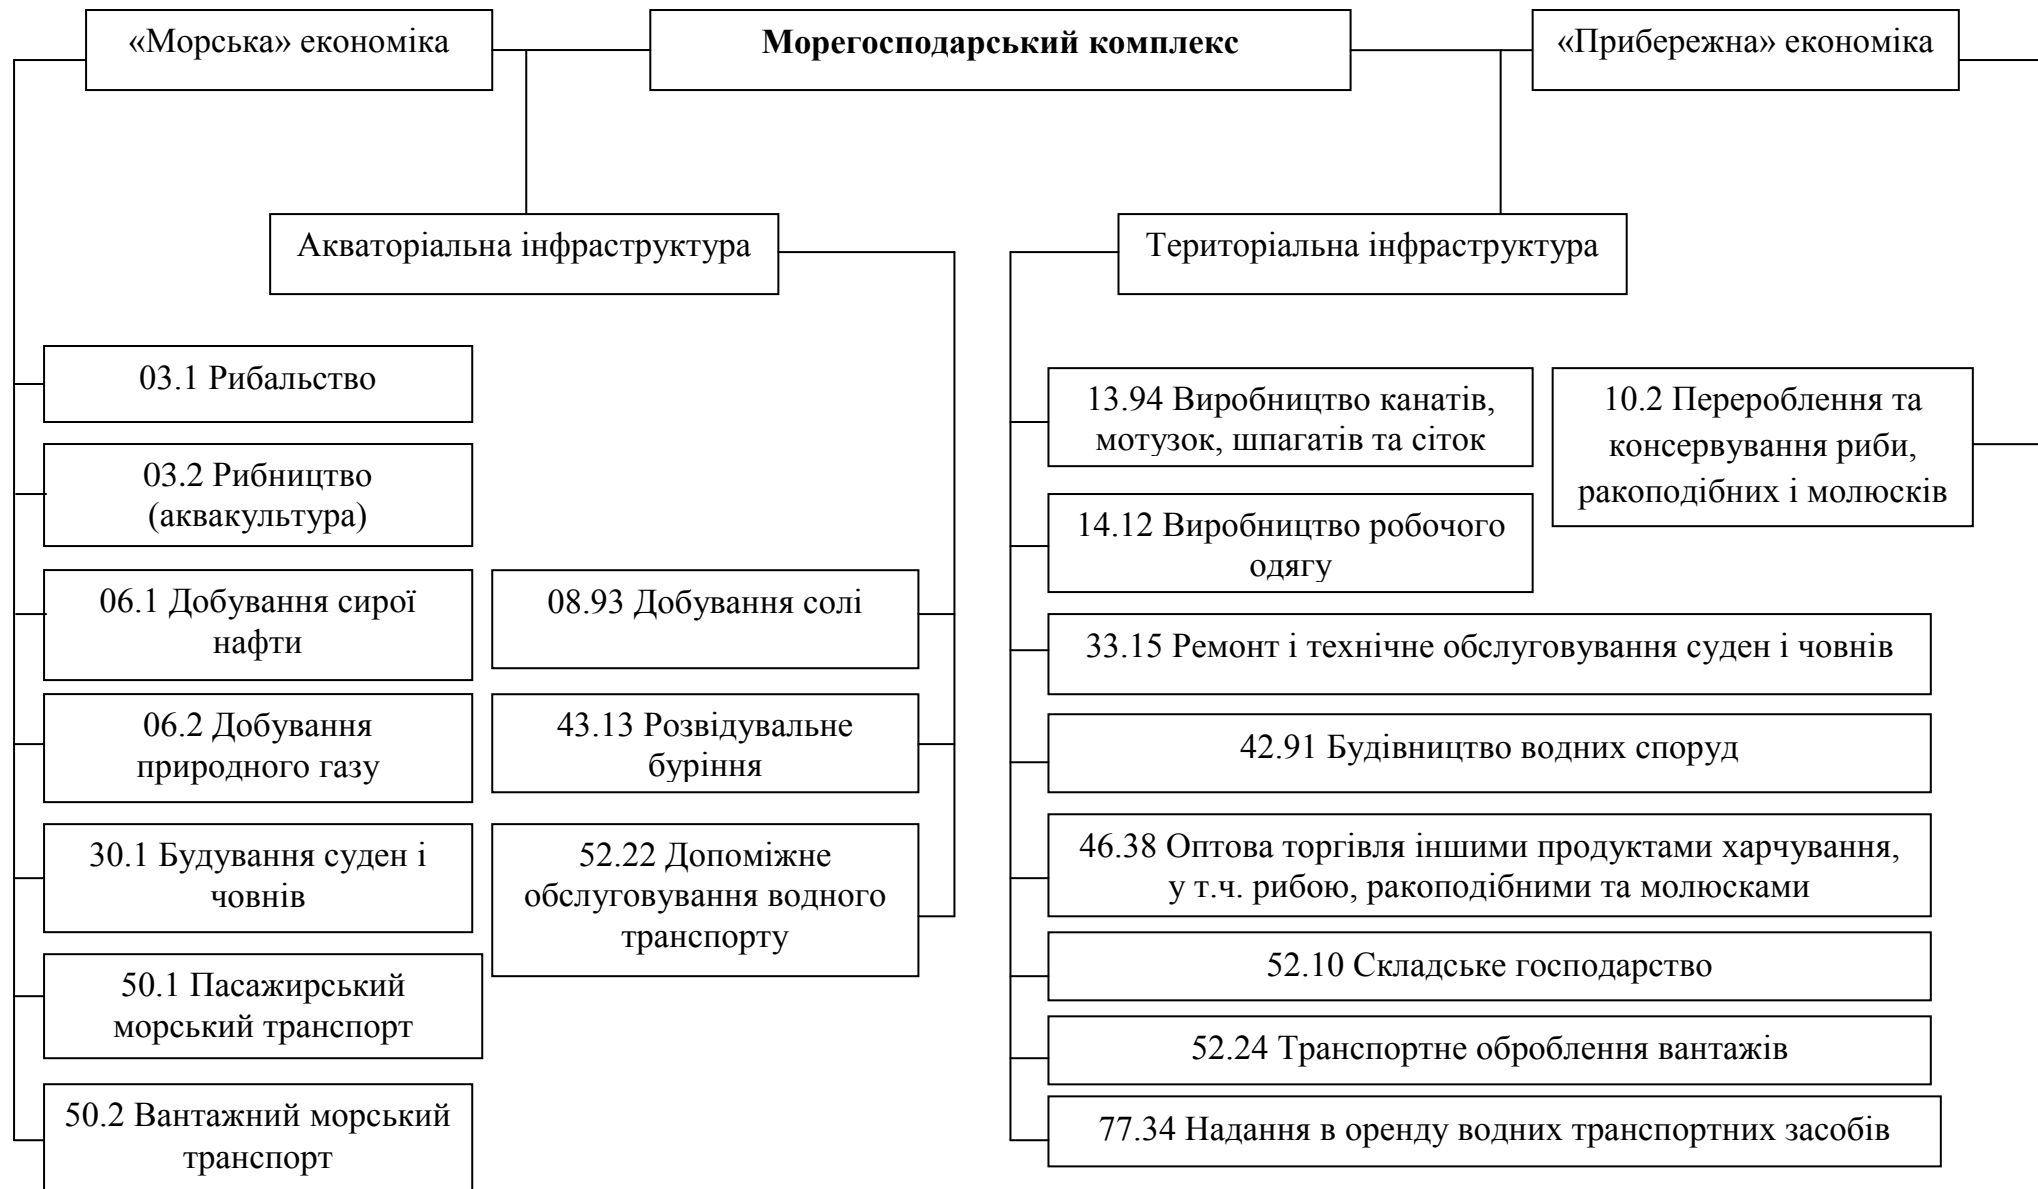 «Морська» економіка
Морегосподарський комплекс
«Прибережна» економіка
Акваторіальна інфраструктура
Територіальна інфраструктура
03.1 Рибальство
03.2 Рибництво
(аквакультура)
06.1 Добування сирої
нафти
06.2 Добування
природного газу
30.1 Будування суден і
човнів
50.1 Пасажирський
морський транспорт
50.2 Вантажний морський
транспорт
08.93 Добування солі
43.13 Розвідувальне
буріння
52.22 Допоміжне
обслуговування водного
транспорту
13.94 Виробництво канатів,
мотузок, шпагатів та сіток
14.12 Виробництво робочого
одягу
33.15 Ремонт і технічне обслуговування суден і човнів
42.91 Будівництво водних споруд
46.38 Оптова торгівля іншими продуктами харчування,
у т.ч. рибою, ракоподібними та молюсками
52.10 Складське господарство
52.24 Транспортне оброблення вантажів
77.34 Надання в оренду водних транспортних засобів
10.2 Перероблення та
консервування риби,
ракоподібних і молюсків